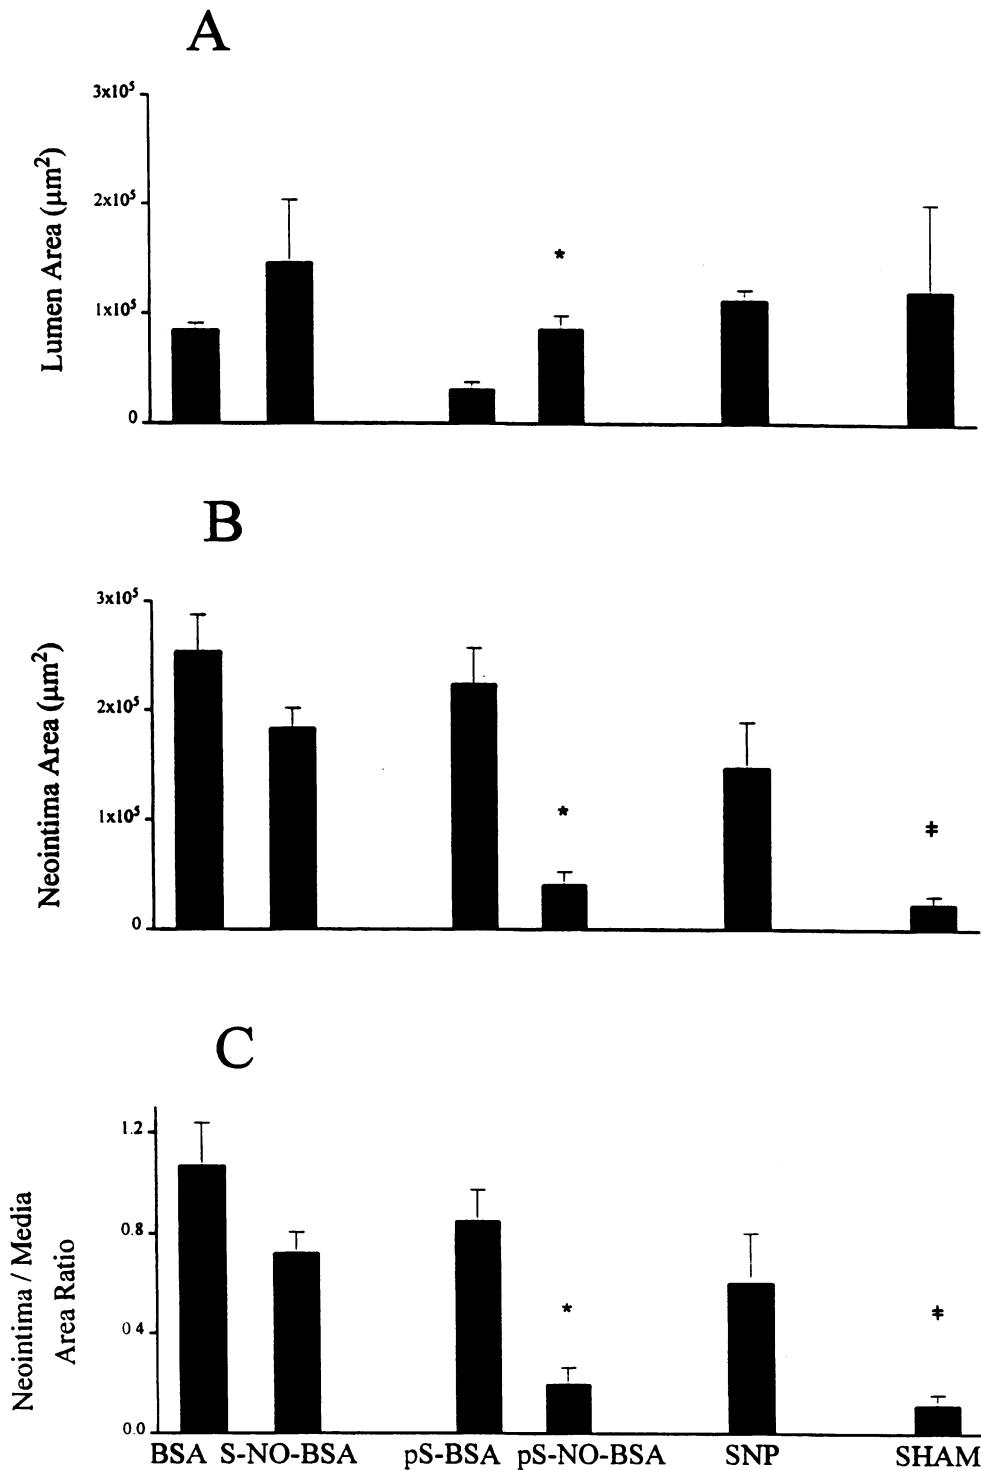 A
3x10⁵
2x10⁵
1x10⁵
0
Lumen Area (μm²)
*
B
3x10⁵
2x10⁵
1x10⁵
0
Neointima Area (μm²)
*
‡
C
1.2
0.8
0.4
0.0
Neointima / Media
Area Ratio
*
‡
BSA S-NO-BSA pS-BSA pS-NO-BSA SNP SHAM